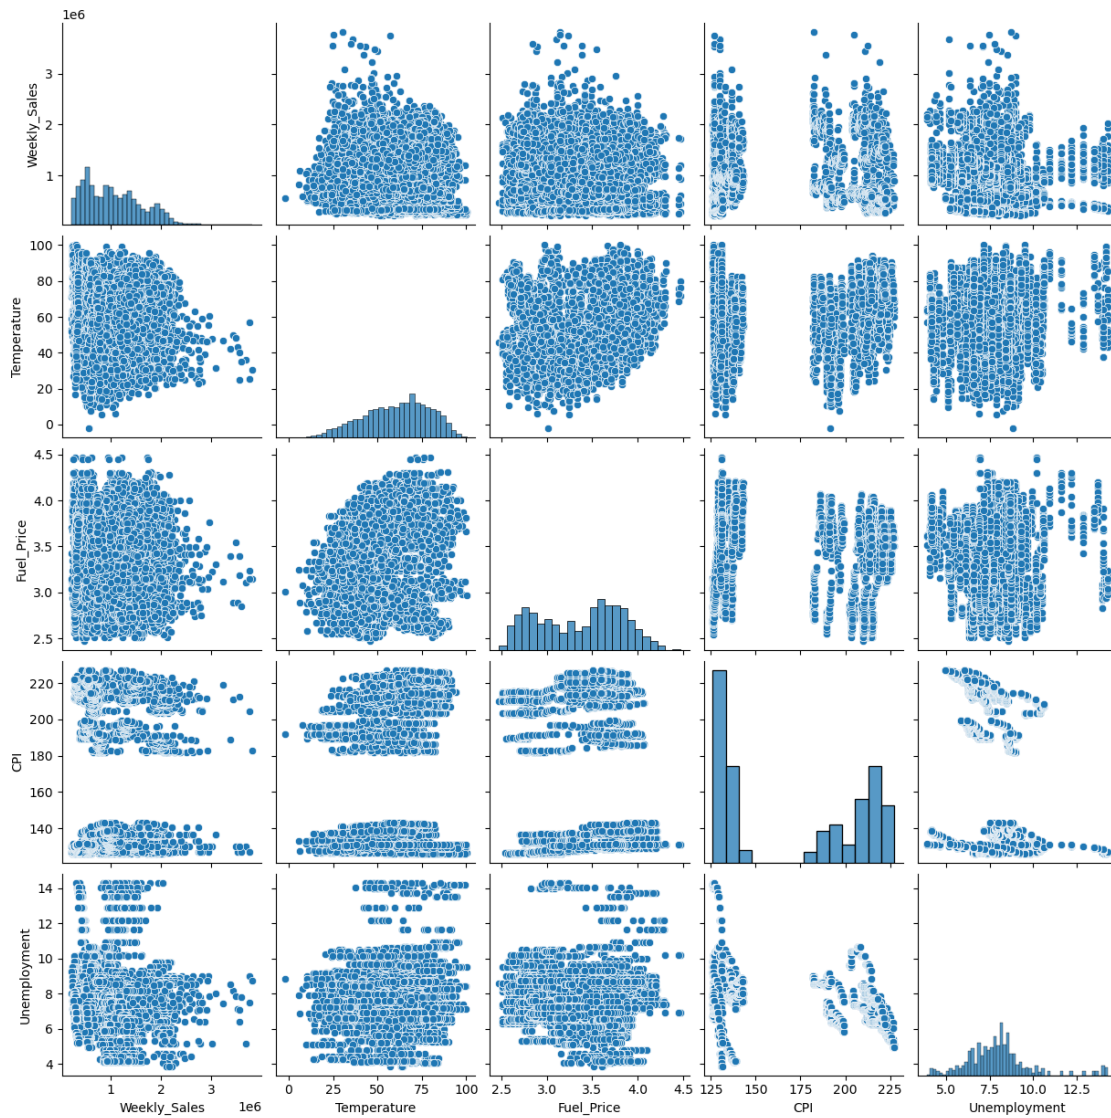 1e6
Weekly_Sales
3
2
1
Temperature
100
80
60
40
20
0
Fuel_Price
4.5
4.0
3.5
3.0
2.5
CPI
220
200
180
160
140
Unemployment
14
12
10
8
6
4
1 2 3
1e6
Weekly_Sales
0 25 50 75 100
Temperature
2.5 3.0 3.5 4.0 4.5
Fuel_Price
125 150 175 200 225
CPI
5.0 7.5 10.0 12.5
Unemployment